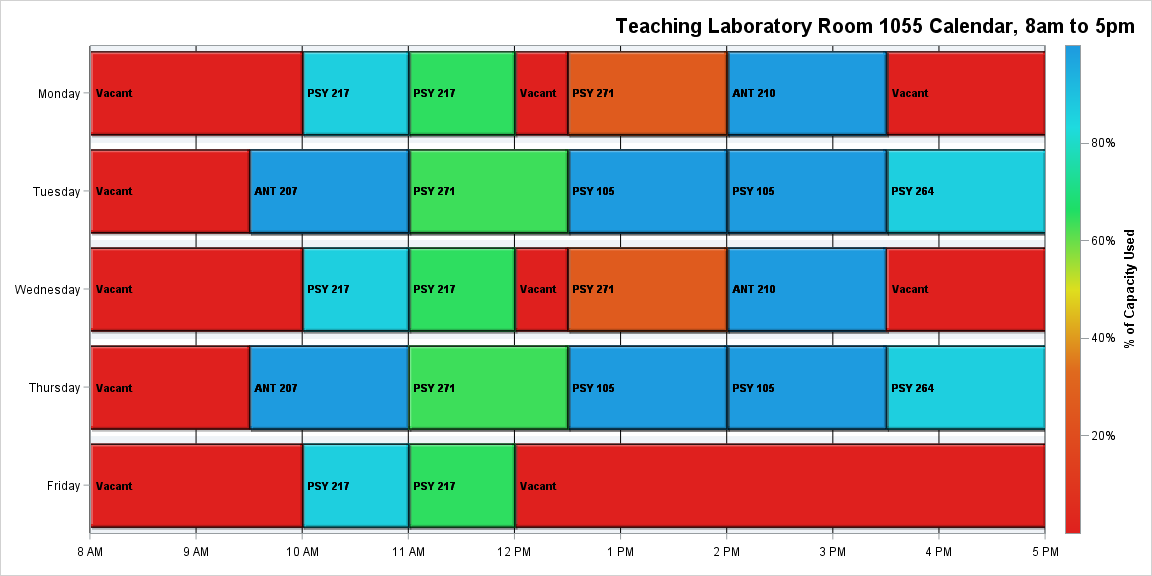 Teaching Laboratory Room 1055 Calendar, 8am to 5pm
Monday
Vacant
PSY 217
PSY 217
Vacant
PSY 271
ANT 210
Vacant
Tuesday
Vacant
ANT 207
PSY 271
PSY 105
PSY 105
PSY 264
Wednesday
Vacant
PSY 217
PSY 217
Vacant
PSY 271
ANT 210
Vacant
Thursday
Vacant
ANT 207
PSY 271
PSY 105
PSY 105
PSY 264
Friday
Vacant
PSY 217
PSY 217
Vacant
8 AM
9 AM
10 AM
11 AM
12 PM
1 PM
2 PM
3 PM
4 PM
5 PM
80%
60%
40%
20%
% of Capacity Used